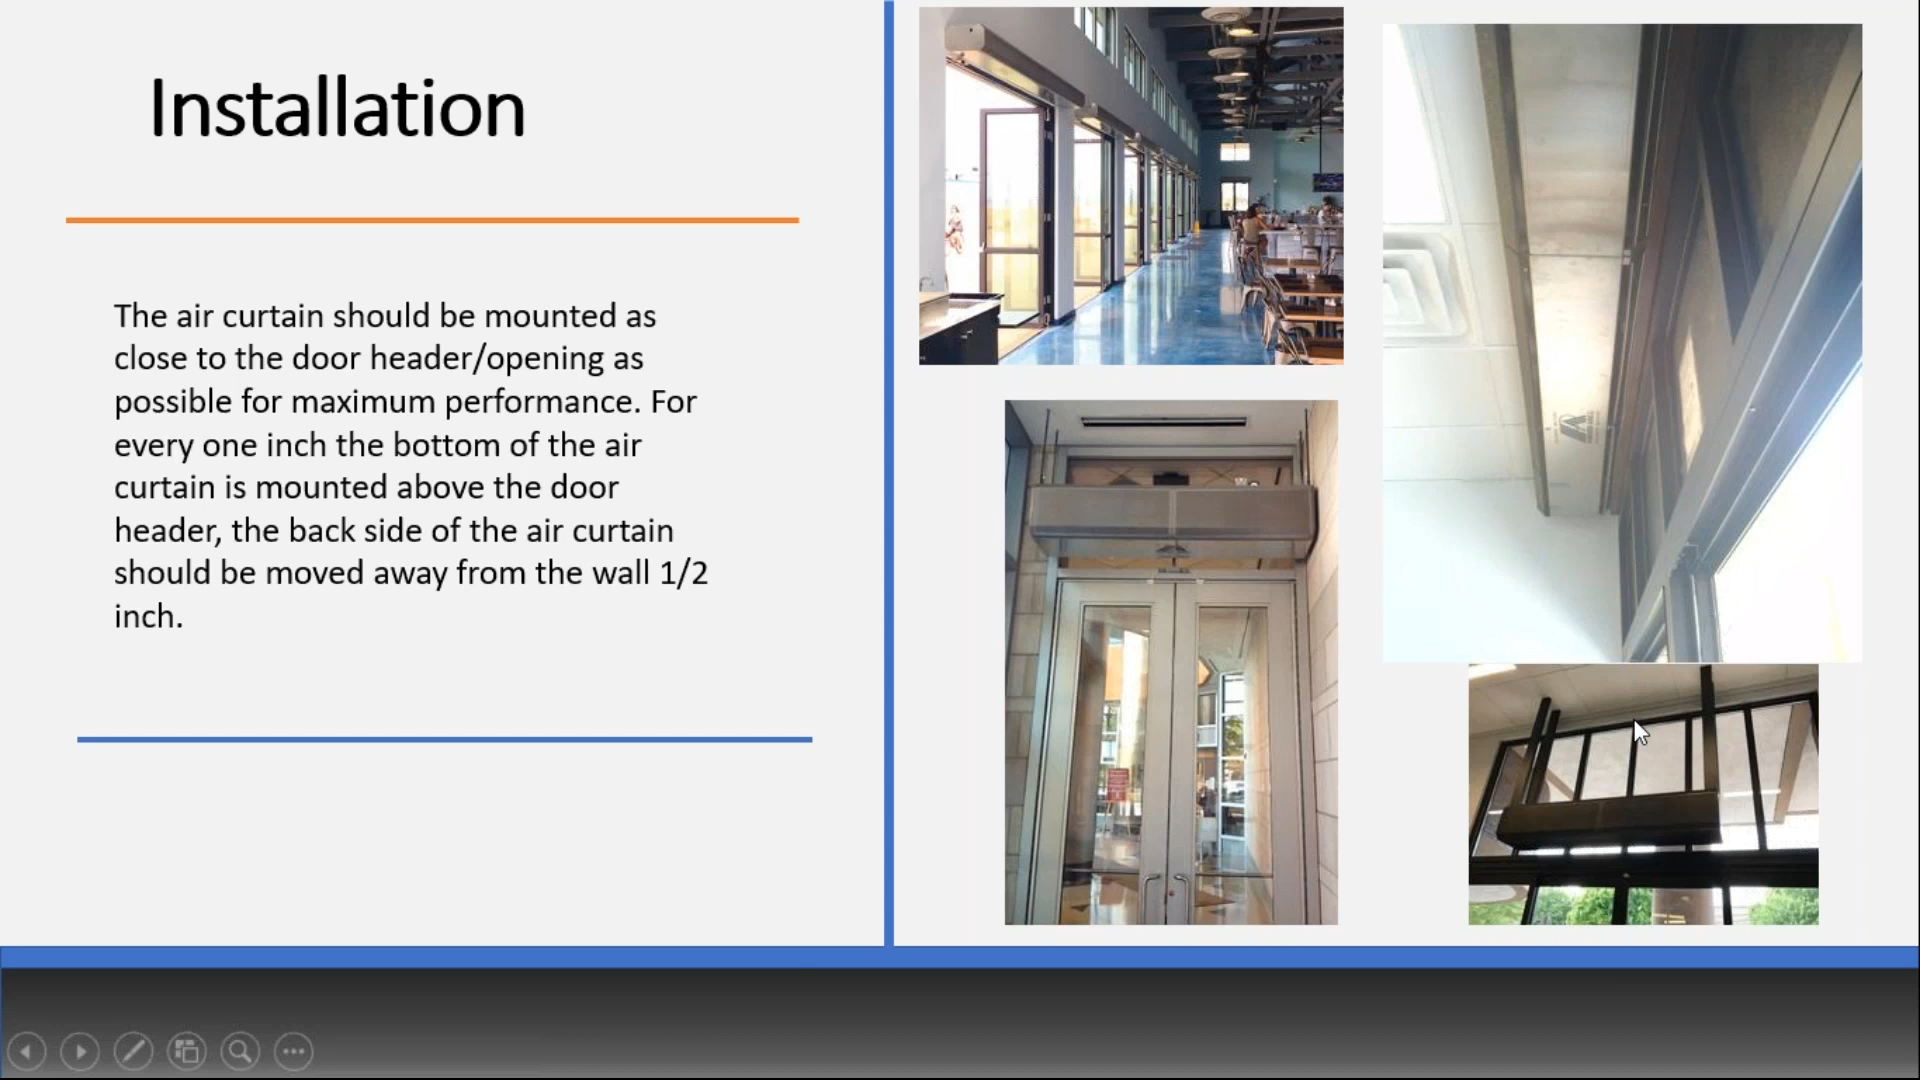 Installation
The air curtain should be mounted as
close to the door header/opening as
possible for maximum performance. For
every one inch the bottom of the air
curtain is mounted above the door
header, the back side of the air curtain
should be moved away from the wall 1/2
inch.